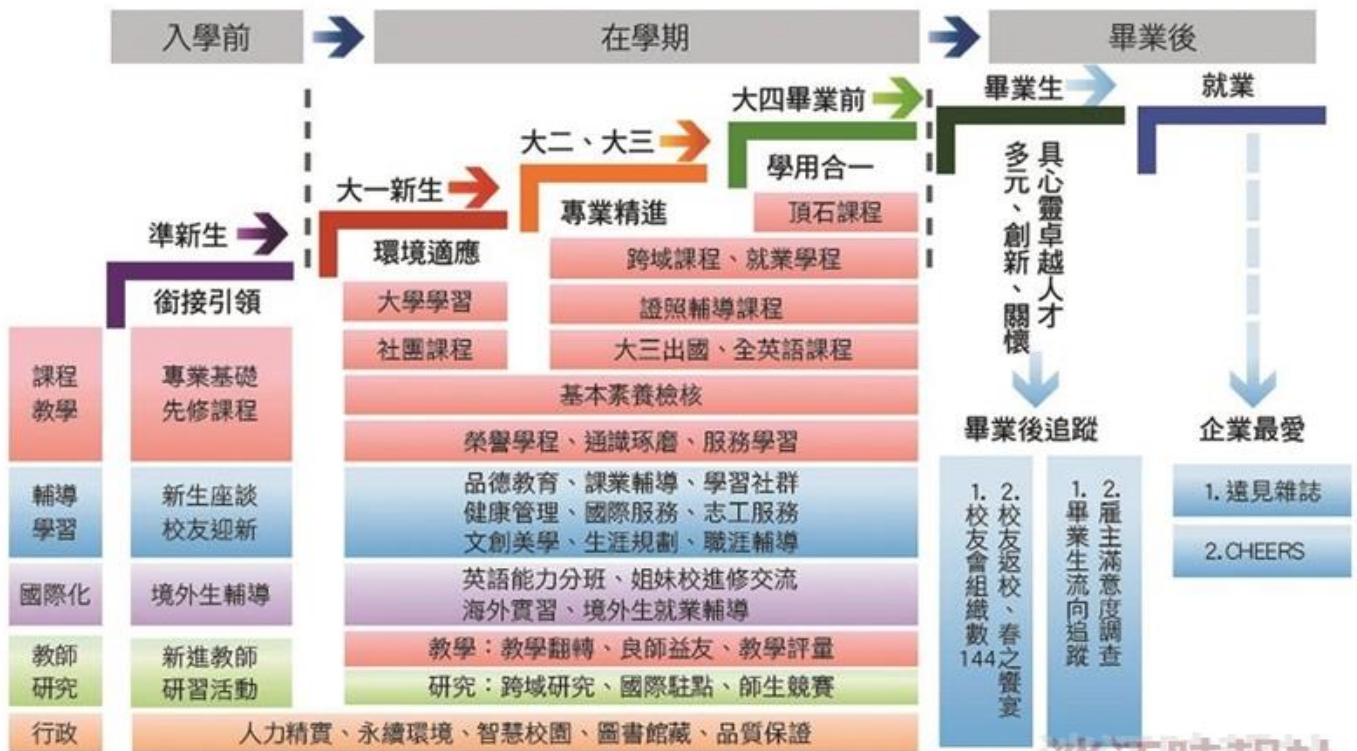 入學前
在學期
畢業後
準新生
大一新生
大二、大三
大四畢業前
畢業生
就業
銜接引領
環境適應
專業精進
學用合一
具心靈卓越人才
多元、創新、關懷
頂石課程
跨域課程、就業學程
大學學習
證照輔導課程
社團課程
大三出國、全英語課程
課程
教學
專業基礎
先修課程
基本素養檢核
榮譽學程、通識琢磨、服務學習
輔導
學習
新生座談
校友迎新
品德教育、課業輔導、學習社群
健康管理、國際服務、志工服務
文創美學、生涯規劃、職涯輔導
國際化
境外生輔導
英語能力分班、姐妹校進修交流
海外實習、境外生就業輔導
教師
研究
新進教師
研習活動
教學：教學翻轉、良師益友、教學評量
研究：跨域研究、國際駐點、師生競賽
行政
人力精實、永續環境、智慧校園、圖書館藏、品質保證
畢業後追蹤
1.校友會組織數144
2.校友返校、春之饗宴
1.畢業生流向追蹤
2.雇主滿意度調查
企業最愛
1.遠見雜誌
2.CHEERS